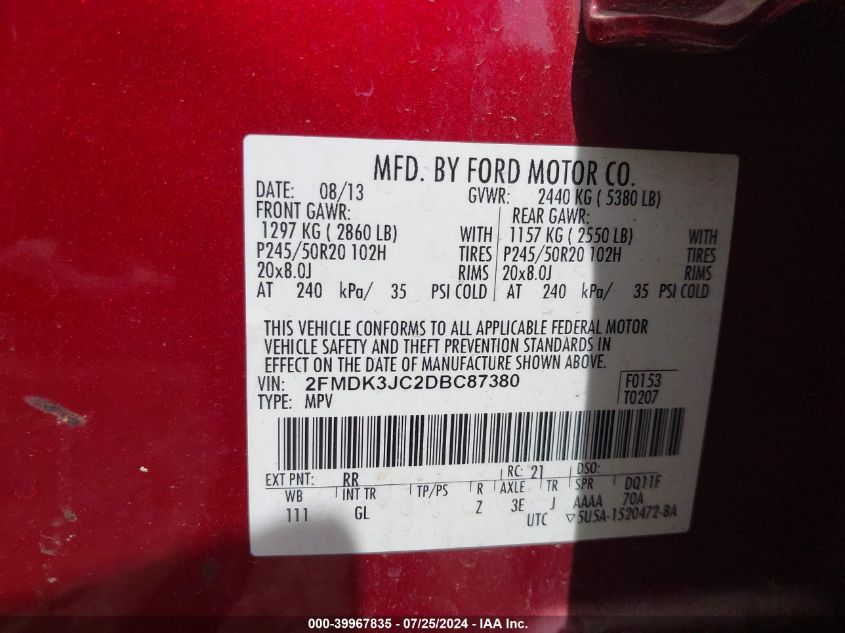 MFD. BY FORD MOTOR CO.
DATE: 08/13 GVWR: 2440 KG ( 5380 LB)
FRONT GAWR: REAR GAWR:
1297 KG ( 2860 LB) WITH 1157 KG ( 2550 LB) WITH
P245/50R20 102H TIRES P245/50R20 102H TIRES
20x8.0J RIMS 20x8.0J RIMS
AT 240 kPa/ 35 PSI COLD AT 240 kPa/ 35 PSI COLD
THIS VEHICLE CONFORMS TO ALL APPLICABLE FEDERAL MOTOR
VEHICLE SAFETY AND THEFT PREVENTION STANDARDS IN
EFFECT ON THE DATE OF MANUFACTURE SHOWN ABOVE.
VIN: 2FMDK3JC2DBC87380 F0153
TYPE: MPV T0207
EXT PNT: RR RC: 21 DSO:
WB INT TR TP/PS R AXLE TR SPR DQ11F
111 GL Z 3E J AAAA 70A
UTC ▽5U5A-1520472-BA
000-39967835 / 07/25/2024 - IAA Inc.